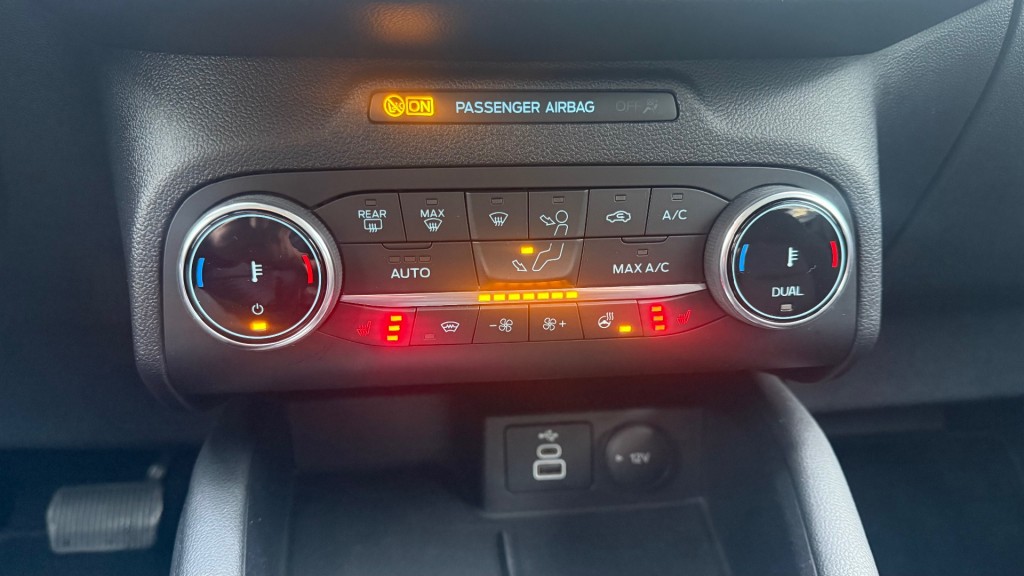 ON PASSENGER AIRBAG OFF
REAR MAX A/C
AUTO MAX A/C
DUAL
- +
12V